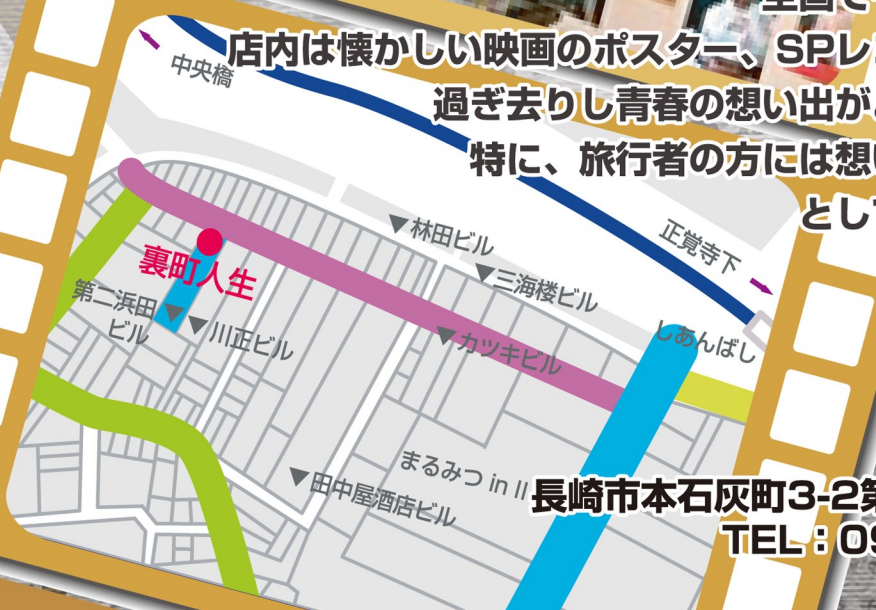 全国で
店内は懐かしい映画のポスター、SPレ
過ぎ去りし青春の想い出が
特に、旅行者の方には想い
として
中央橋
▼林田ビル
正覚寺下
▼三海楼ビル
裏町人生
第二浜田
ビル▼
▼川正ビル
しあんばし
▼カツキビル
まるみつ in II
▼田中屋酒店ビル
長崎市本石灰町3-2第
TEL：09